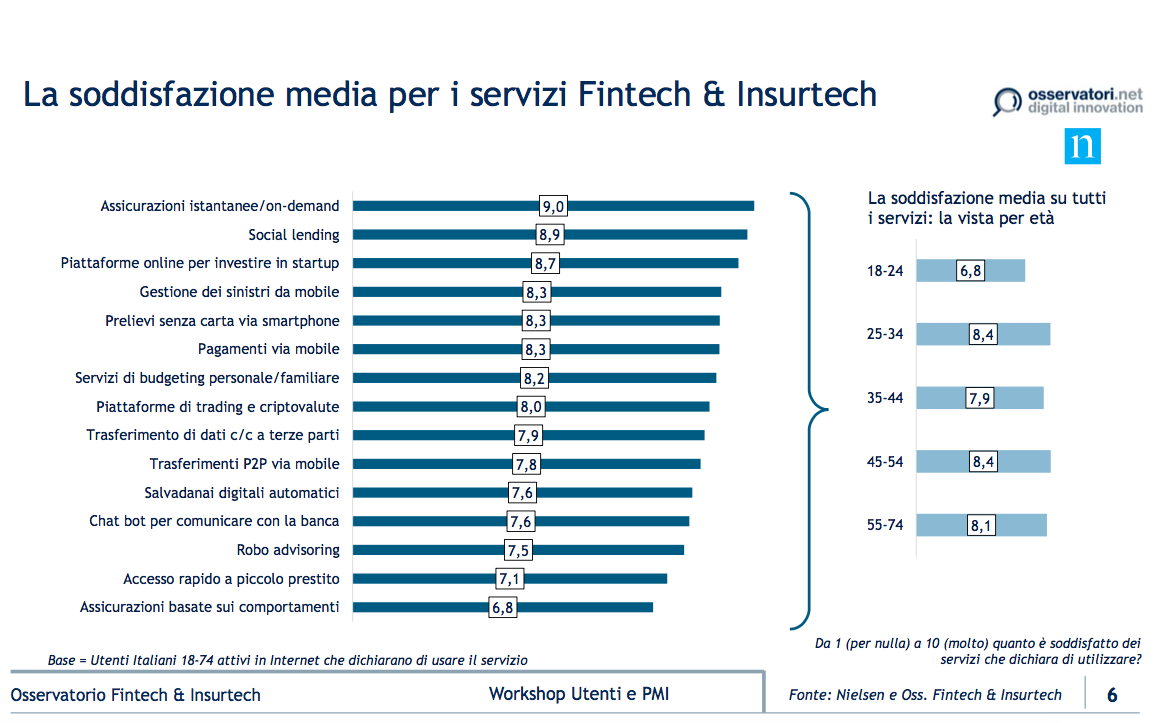 La soddisfazione media per i servizi Fintech & Insurtech
osservatori.net
digital innovation
n
Assicurazioni istantanee/on-demand 9,0
Social lending 8,9
Piattaforme online per investire in startup 8,7
Gestione dei sinistri da mobile 8,3
Prelievi senza carta via smartphone 8,3
Pagamenti via mobile 8,3
Servizi di budgeting personale/familiare 8,2
Piattaforme di trading e criptovalute 8,0
Trasferimento di dati c/c a terze parti 7,9
Trasferimenti P2P via mobile 7,8
Salvadanai digitali automatici 7,6
Chat bot per comunicare con la banca 7,6
Robo advisoring 7,5
Accesso rapido a piccolo prestito 7,1
Assicurazioni basate sui comportamenti 6,8
La soddisfazione media su tutti
i servizi: la vista per età
18-24 6,8
25-34 8,4
35-44 7,9
45-54 8,4
55-74 8,1
Da 1 (per nulla) a 10 (molto) quanto è soddisfatto dei
servizi che dichiara di utilizzare?
Base = Utenti Italiani 18-74 attivi in Internet che dichiarano di usare il servizio
Osservatorio Fintech & Insurtech
Workshop Utenti e PMI
Fonte: Nielsen e Oss. Fintech & Insurtech
6